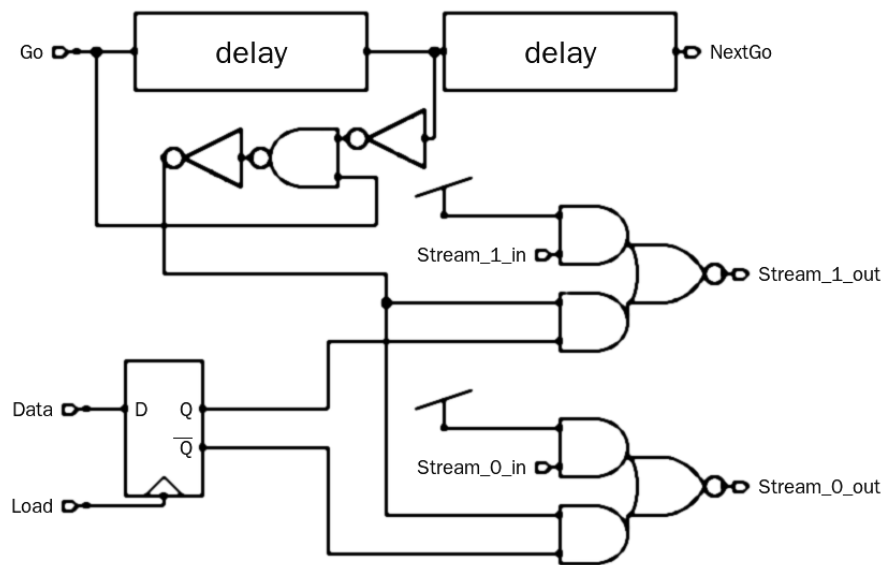 Go
delay
delay
NextGo
Stream_1_in
Stream_1_out
Data
D
Q
Q
Stream_0_in
Load
Stream_0_out